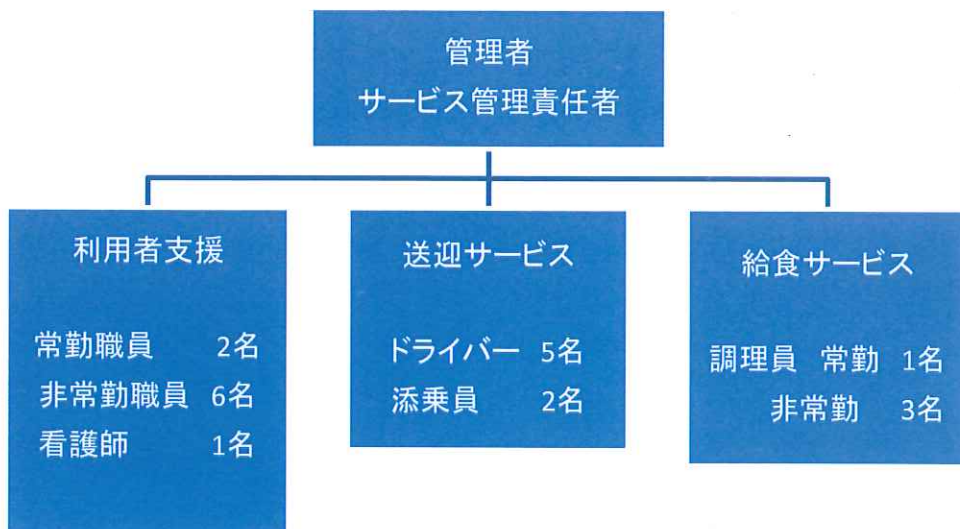 管理者
サービス管理責任者
利用者支援
常勤職員 2名
非常勤職員 6名
看護師 1名
送迎サービス
ドライバー 5名
添乗員 2名
給食サービス
調理員 常勤 1名
非常勤 3名